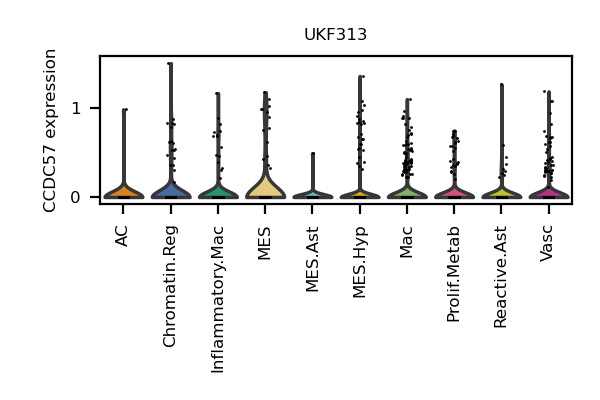 UKF313
CCDC57 expression
1
0
AC
Chromatin.Reg
Inflammatory.Mac
MES
MES.Ast
MES.Hyp
Mac
Prolif.Metab
Reactive.Ast
Vasc